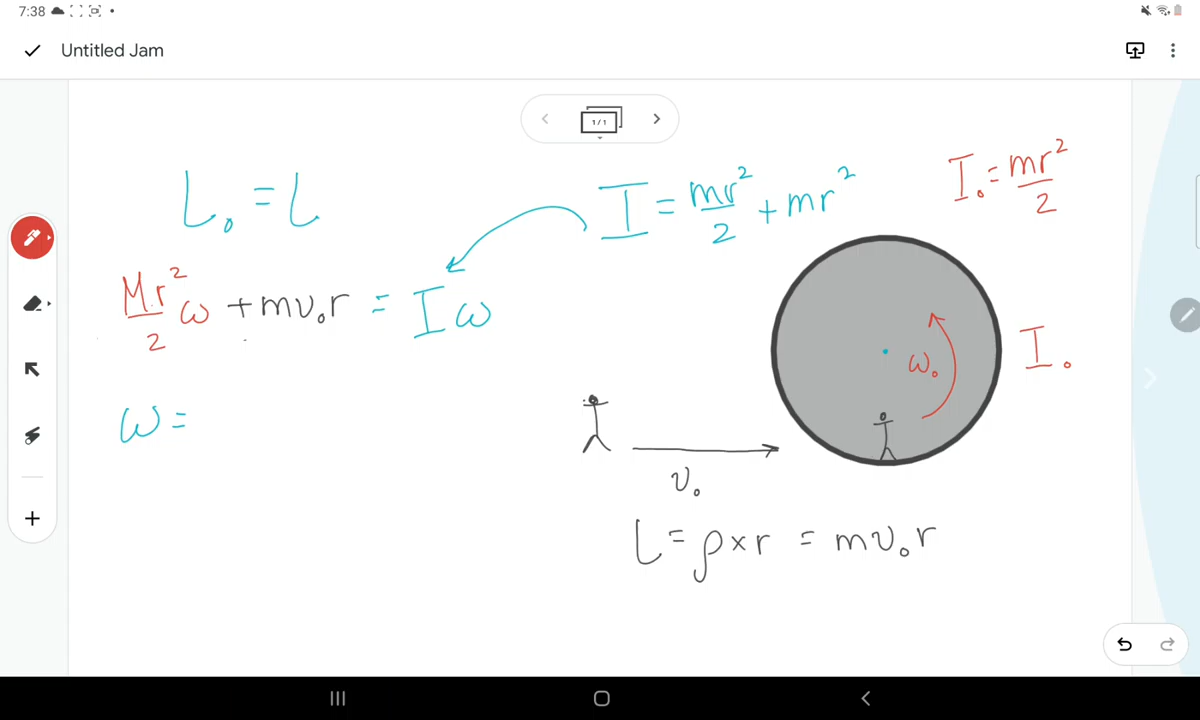 7:38
Untitled Jam
1/1
L₀ = L
I = mr²/2 + mr²
I₀ = mr²/2
Mr²/2 ω + mv₀r = Iω
ω₀
I₀
ω =
v₀
L = p×r = mv₀r